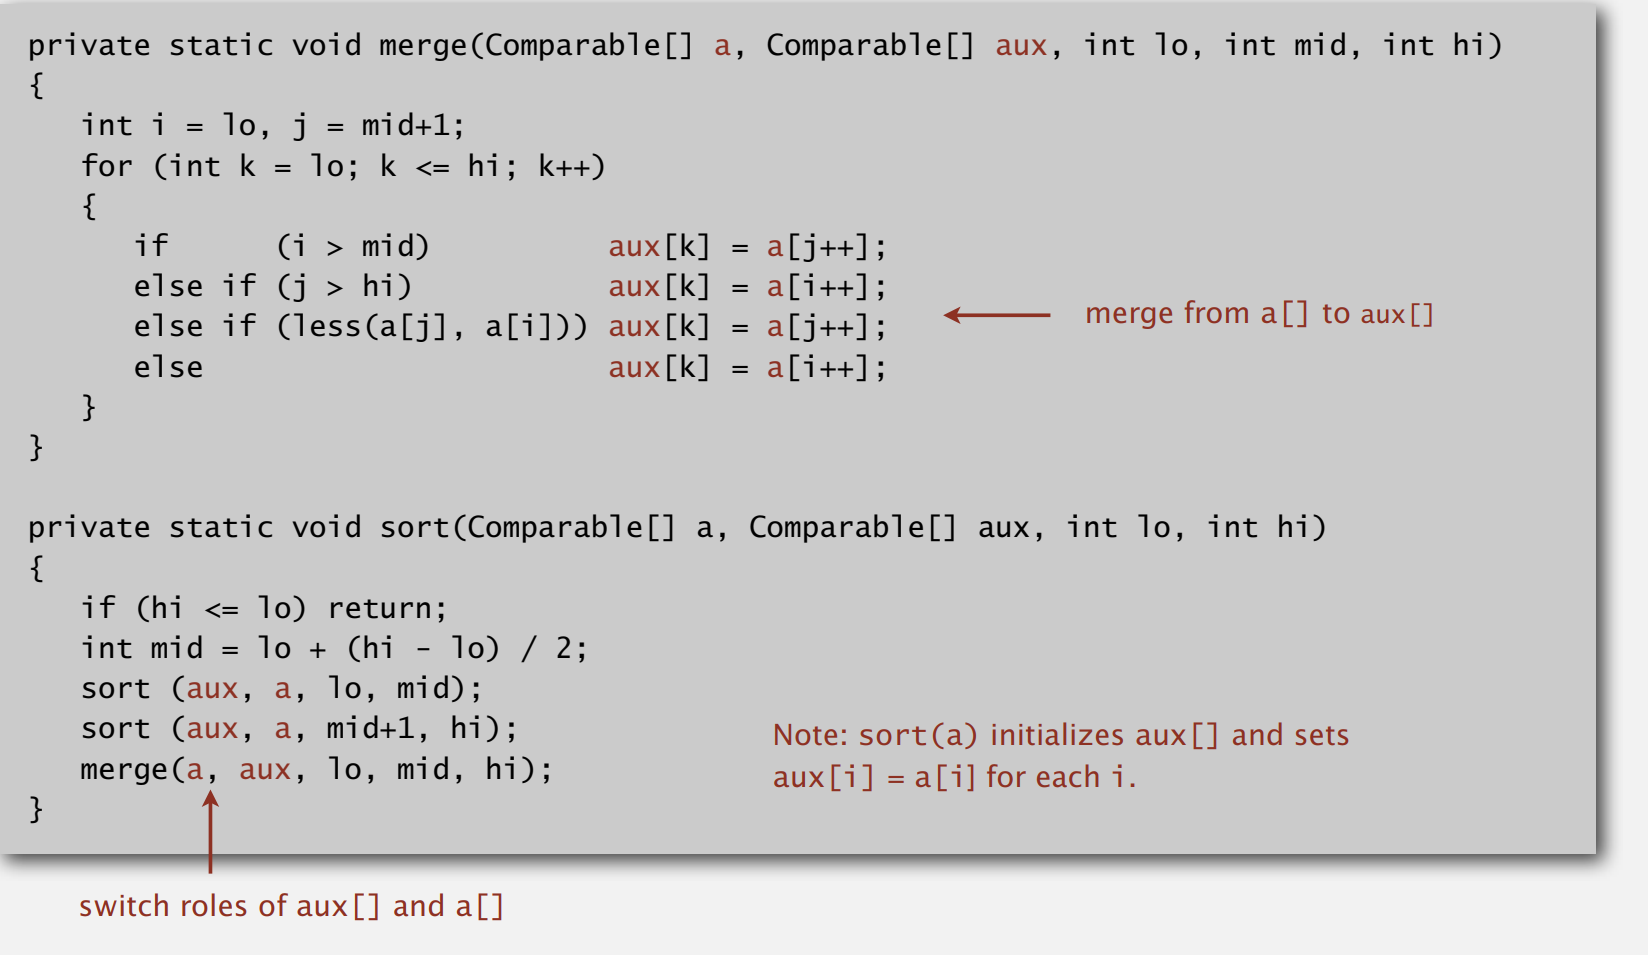 private static void merge(Comparable[] a, Comparable[] aux, int lo, int mid, int hi)
{
   int i = lo, j = mid+1;
   for (int k = lo; k <= hi; k++)
   {
      if      (i > mid)          aux[k] = a[j++];
      else if (j > hi)           aux[k] = a[i++];
      else if (less(a[j], a[i])) aux[k] = a[j++];
      else                       aux[k] = a[i++];
merge from a[] to aux[]
   }
}
private static void sort(Comparable[] a, Comparable[] aux, int lo, int hi)
{
   if (hi <= lo) return;
   int mid = lo + (hi - lo) / 2;
   sort (aux, a, lo, mid);
   sort (aux, a, mid+1, hi);
   merge(a, aux, lo, mid, hi);
}
Note: sort(a) initializes aux[] and sets
aux[i] = a[i] for each i.
switch roles of aux[] and a[]